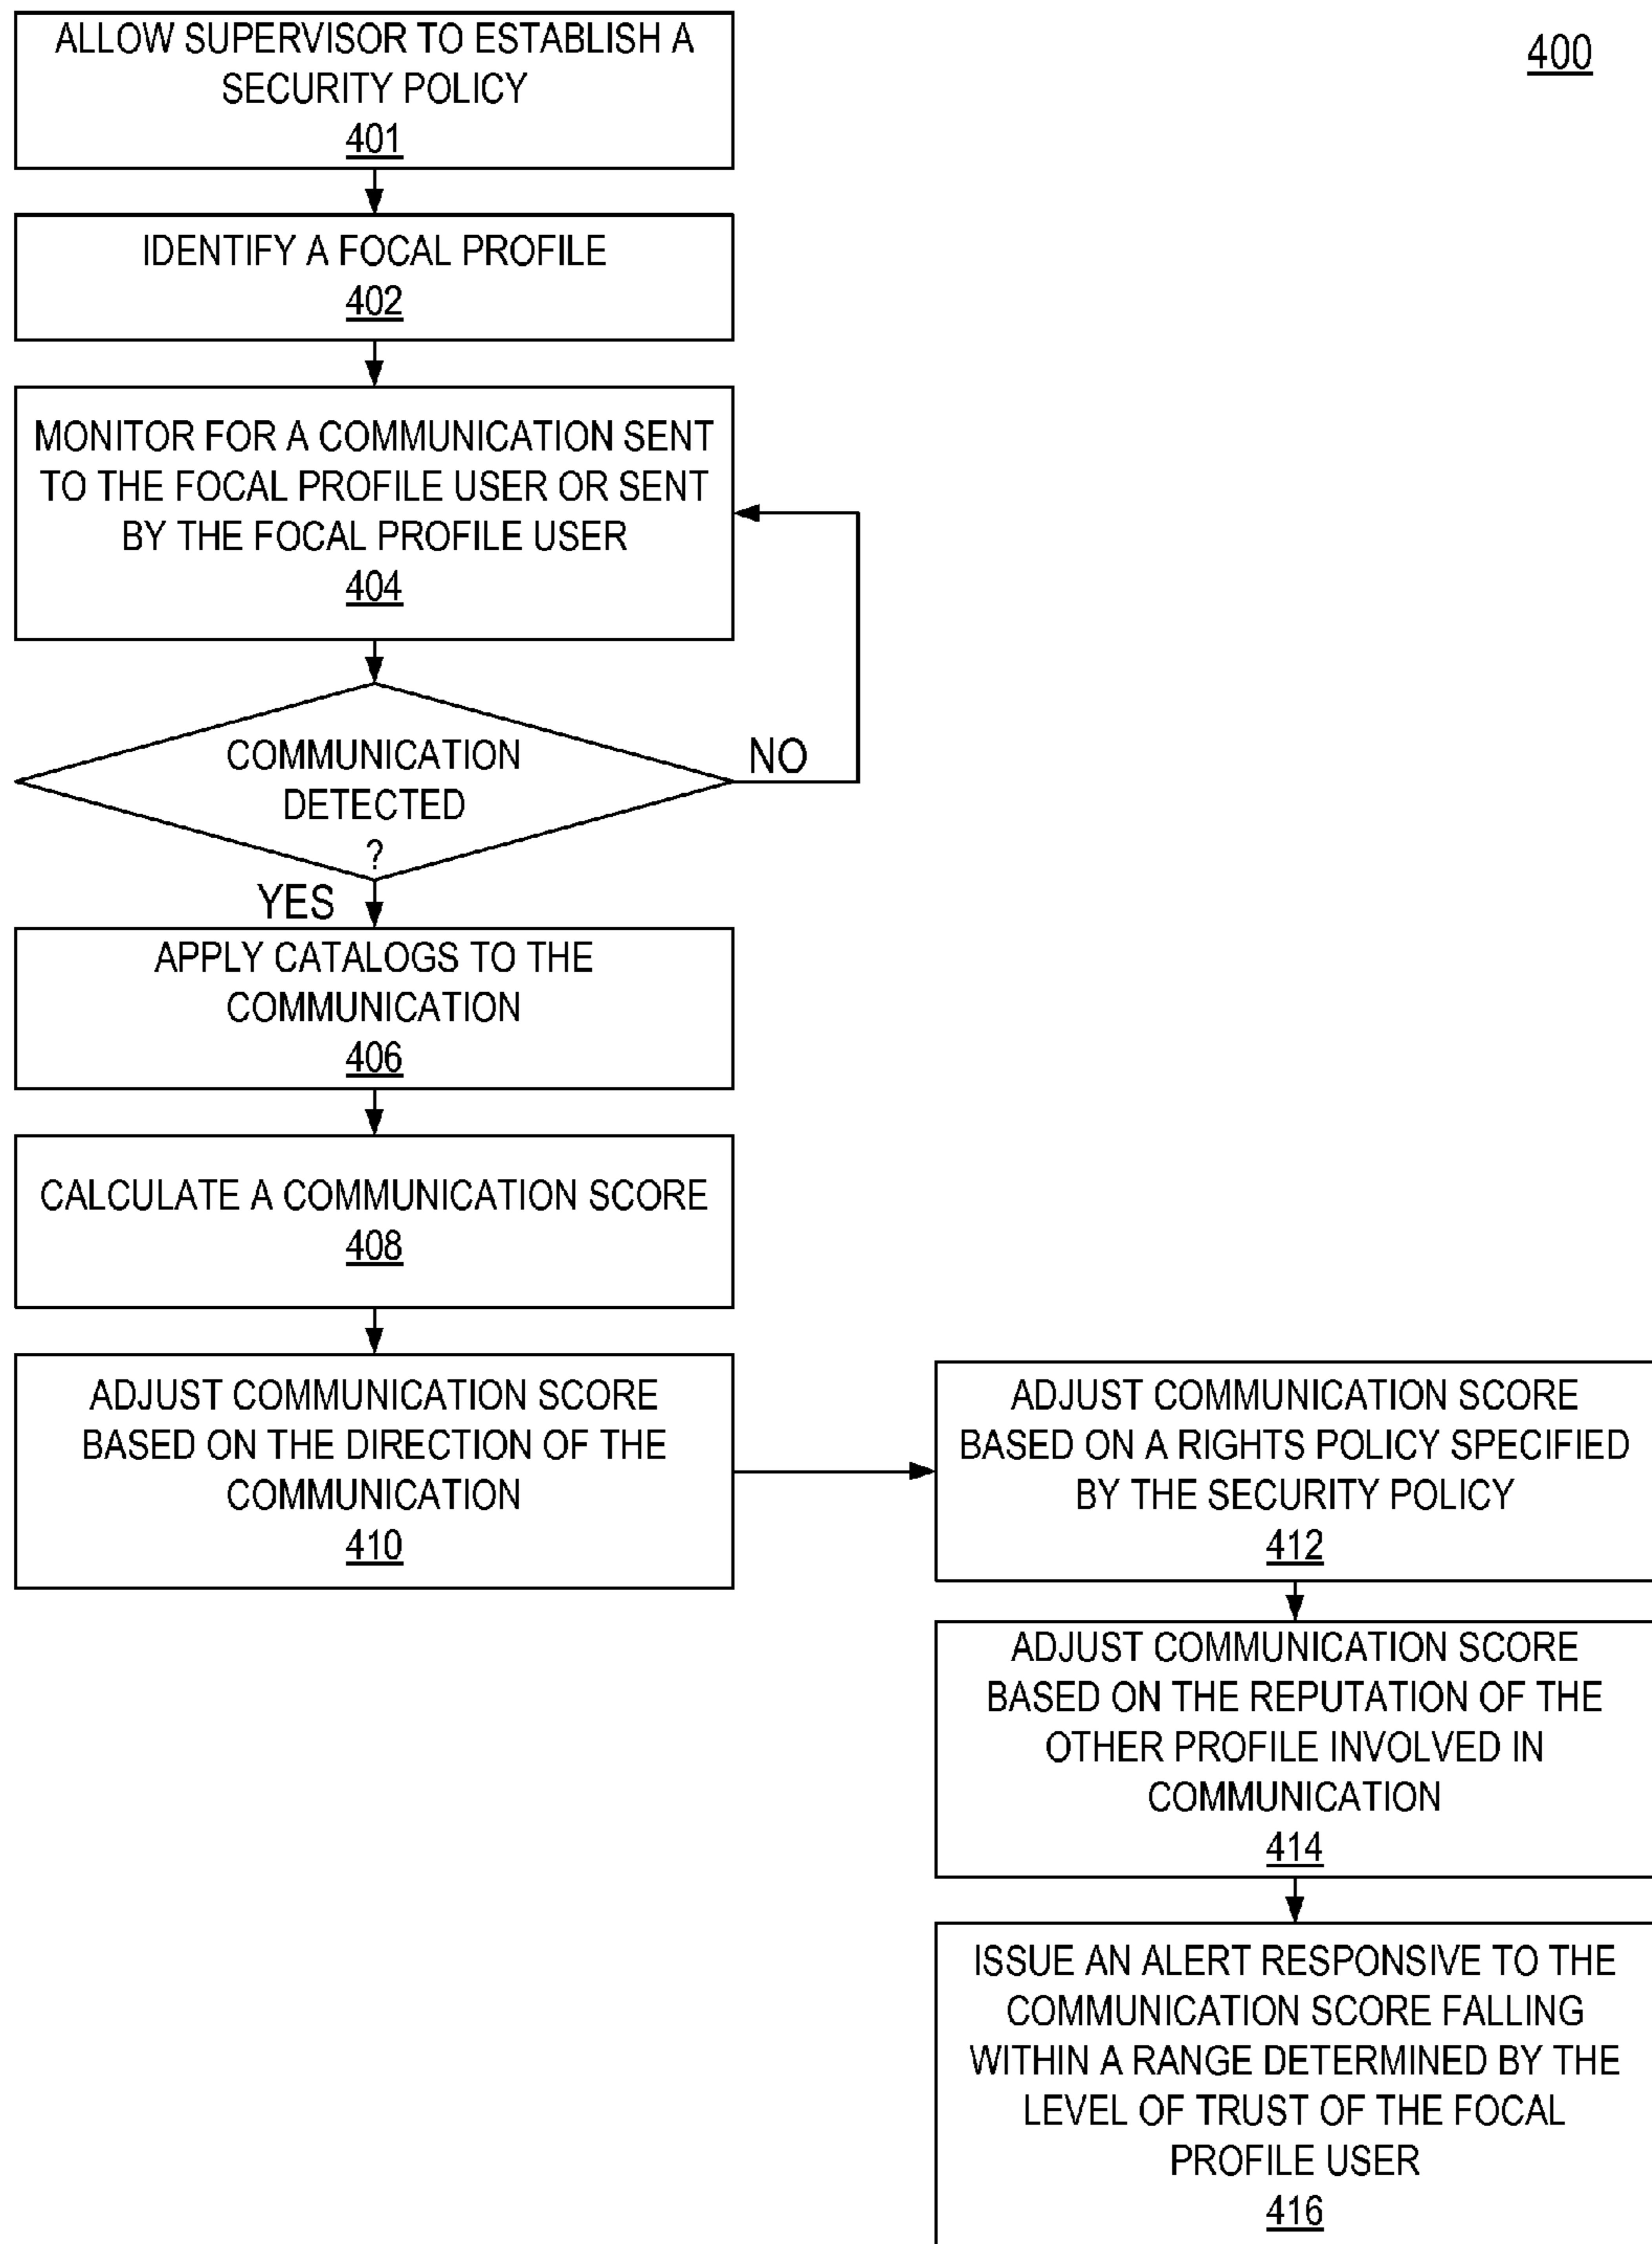 400
ALLOW SUPERVISOR TO ESTABLISH A
SECURITY POLICY
401
IDENTIFY A FOCAL PROFILE
402
MONITOR FOR A COMMUNICATION SENT
TO THE FOCAL PROFILE USER OR SENT
BY THE FOCAL PROFILE USER
404
COMMUNICATION
DETECTED
?
NO
YES
APPLY CATALOGS TO THE
COMMUNICATION
406
CALCULATE A COMMUNICATION SCORE
408
ADJUST COMMUNICATION SCORE
BASED ON THE DIRECTION OF THE
COMMUNICATION
410
ADJUST COMMUNICATION SCORE
BASED ON A RIGHTS POLICY SPECIFIED
BY THE SECURITY POLICY
412
ADJUST COMMUNICATION SCORE
BASED ON THE REPUTATION OF THE
OTHER PROFILE INVOLVED IN
COMMUNICATION
414
ISSUE AN ALERT RESPONSIVE TO THE
COMMUNICATION SCORE FALLING
WITHIN A RANGE DETERMINED BY THE
LEVEL OF TRUST OF THE FOCAL
PROFILE USER
416